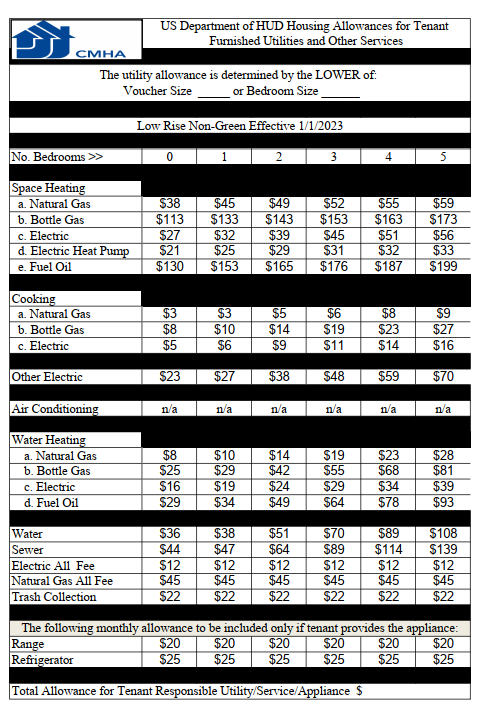 CMHA
US Department of HUD Housing Allowances for Tenant
Furnished Utilities and Other Services
The utility allowance is determined by the LOWER of:
Voucher Size _____ or Bedroom Size ______
Low Rise Non-Green Effective 1/1/2023
No. Bedrooms >> 0 1 2 3 4 5
Space Heating
a. Natural Gas $38 $45 $49 $52 $55 $59
b. Bottle Gas $113 $133 $143 $153 $163 $173
c. Electric $27 $32 $39 $45 $51 $56
d. Electric Heat Pump $21 $25 $29 $31 $32 $33
e. Fuel Oil $130 $153 $165 $176 $187 $199
Cooking
a. Natural Gas $3 $3 $5 $6 $8 $9
b. Bottle Gas $8 $10 $14 $19 $23 $27
c. Electric $5 $6 $9 $11 $14 $16
Other Electric $23 $27 $38 $48 $59 $70
Air Conditioning n/a n/a n/a n/a n/a n/a
Water Heating
a. Natural Gas $8 $10 $14 $19 $23 $28
b. Bottle Gas $25 $29 $42 $55 $68 $81
c. Electric $16 $19 $24 $29 $34 $39
d. Fuel Oil $29 $34 $49 $64 $78 $93
Water $36 $38 $51 $70 $89 $108
Sewer $44 $47 $64 $89 $114 $139
Electric All Fee $12 $12 $12 $12 $12 $12
Natural Gas All Fee $45 $45 $45 $45 $45 $45
Trash Collection $22 $22 $22 $22 $22 $22
The following monthly allowance to be included only if tenant provides the appliance:
Range $20 $20 $20 $20 $20 $20
Refrigerator $25 $25 $25 $25 $25 $25
Total Allowance for Tenant Responsible Utility/Service/Appliance $